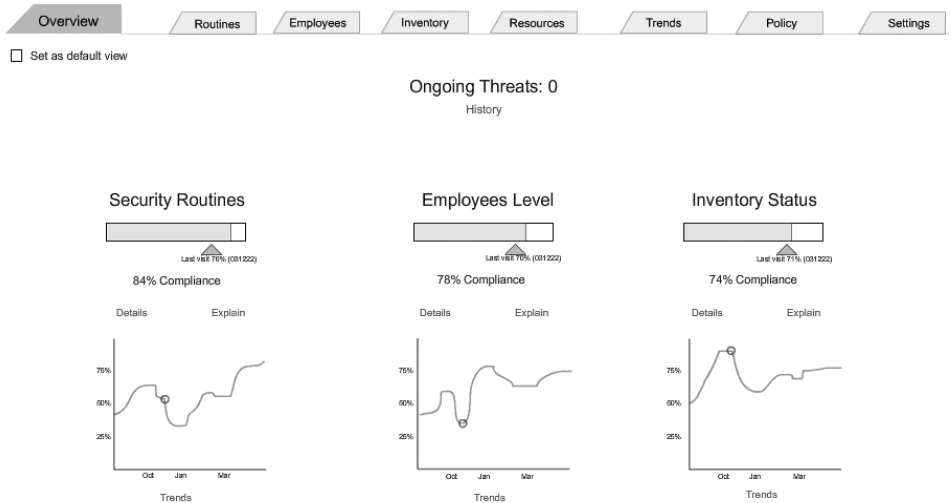 Overview Routines Employees Inventory Resources Trends Policy Settings
Set as default view
Ongoing Threats: 0
History
Security Routines Employees Level Inventory Status
Last visit 76% (031222) Last visit 70% (031222) Last visit 71% (031222)
84% Compliance 78% Compliance 74% Compliance
Details Explain Details Explain Details Explain
75% 75% 75%
50% 50% 50%
25% 25% 25%
Oct Jan Mar Oct Jan Mar Oct Jan Mar
Trends Trends Trends